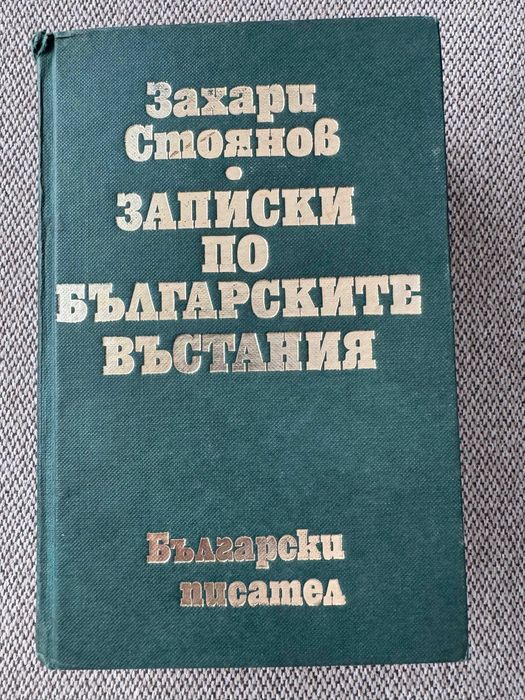 Захари
Стоянов
•
ЗАПИСКИ
ПО
БЪЛГАРСКИТЕ
ВЪСТАНИЯ
Български
писател